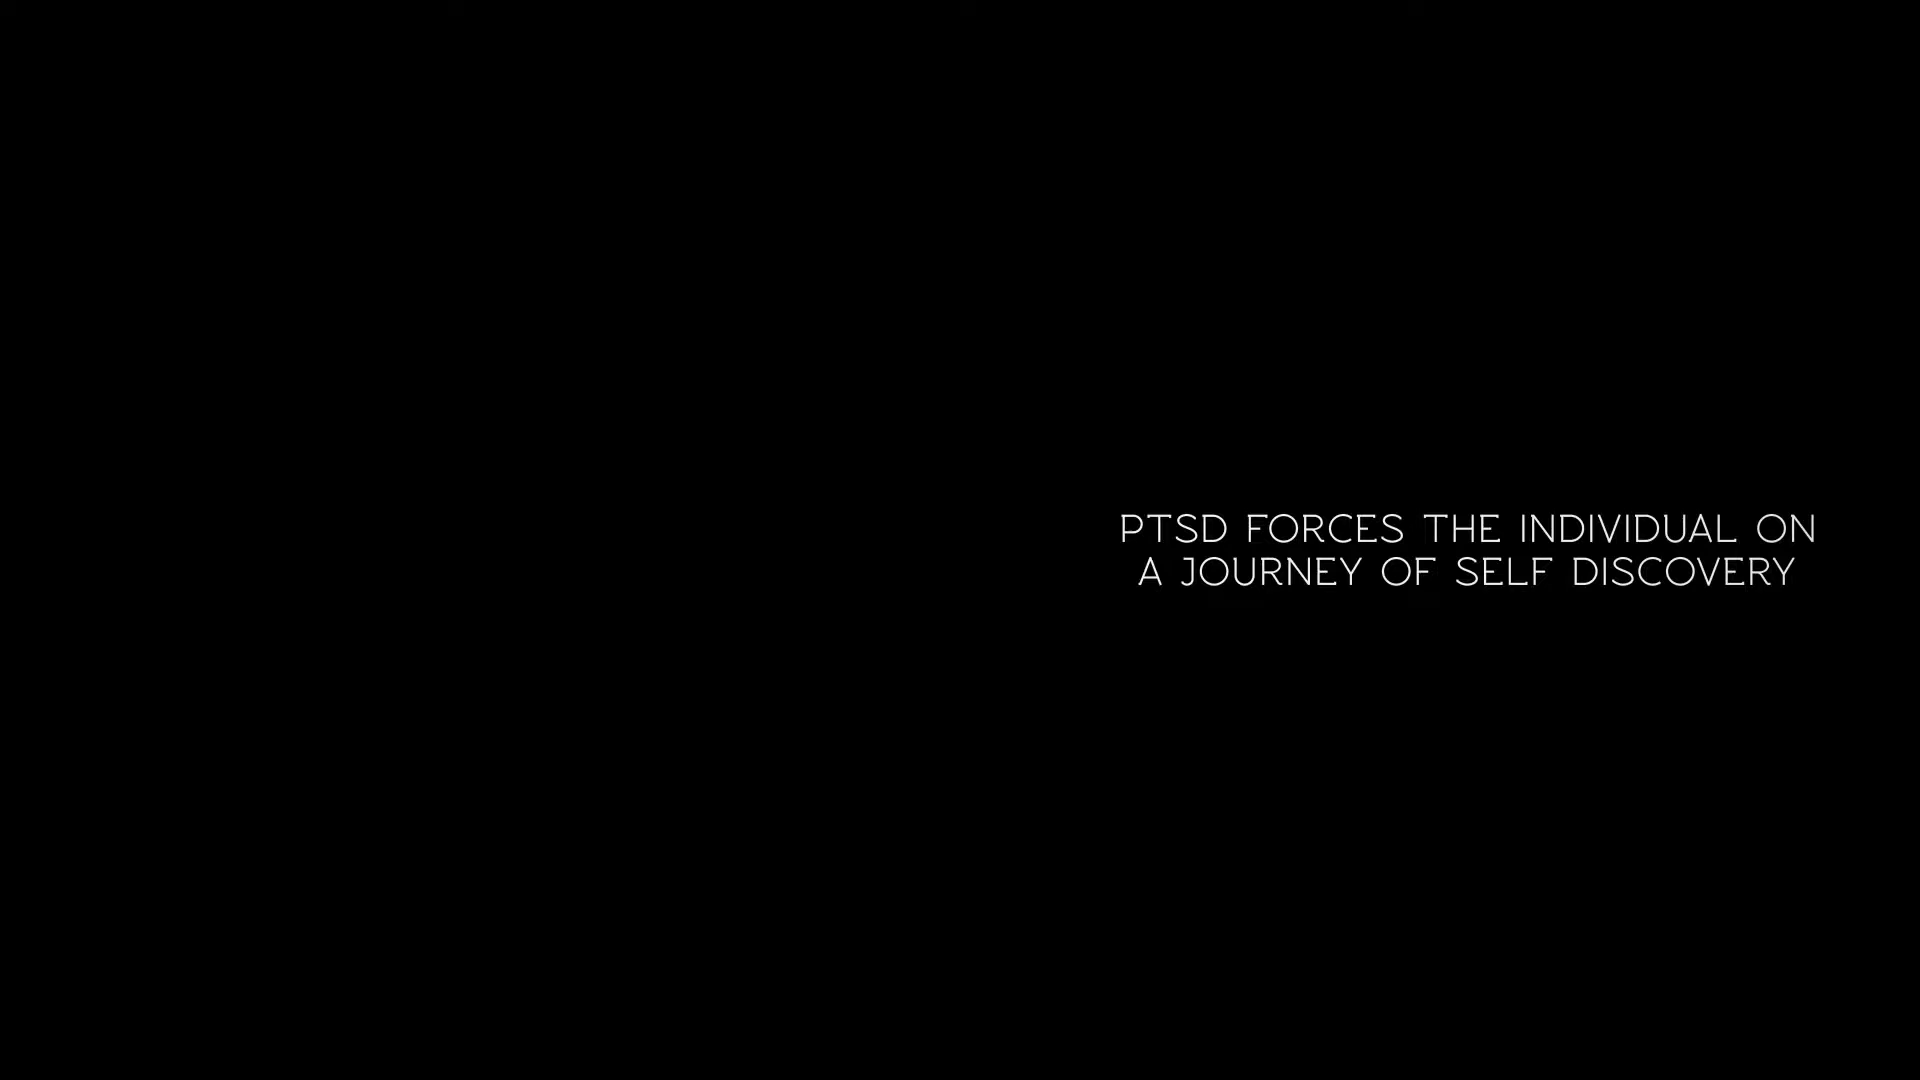 PTSD FORCES THE INDIVIDUAL ON
A JOURNEY OF SELF DISCOVERY